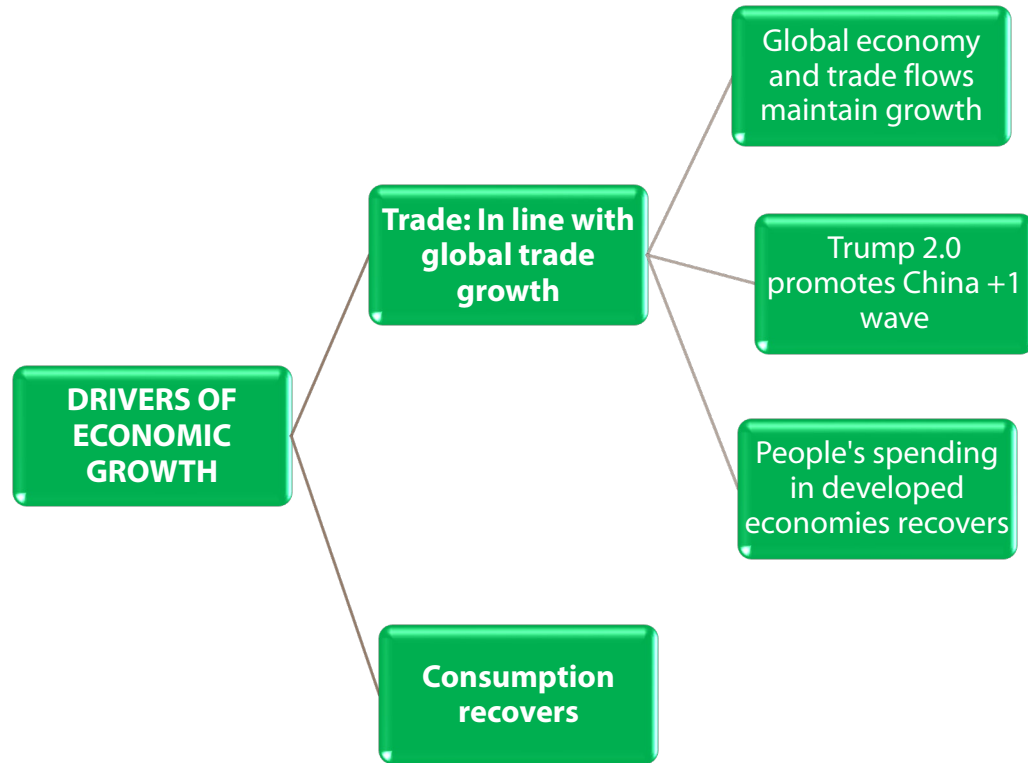 Global economy
and trade flows
maintain growth
Trade: In line with
global trade
growth
Trump 2.0
promotes China +1
wave
DRIVERS OF
ECONOMIC
GROWTH
People's spending
in developed
economies recovers
Consumption
recovers